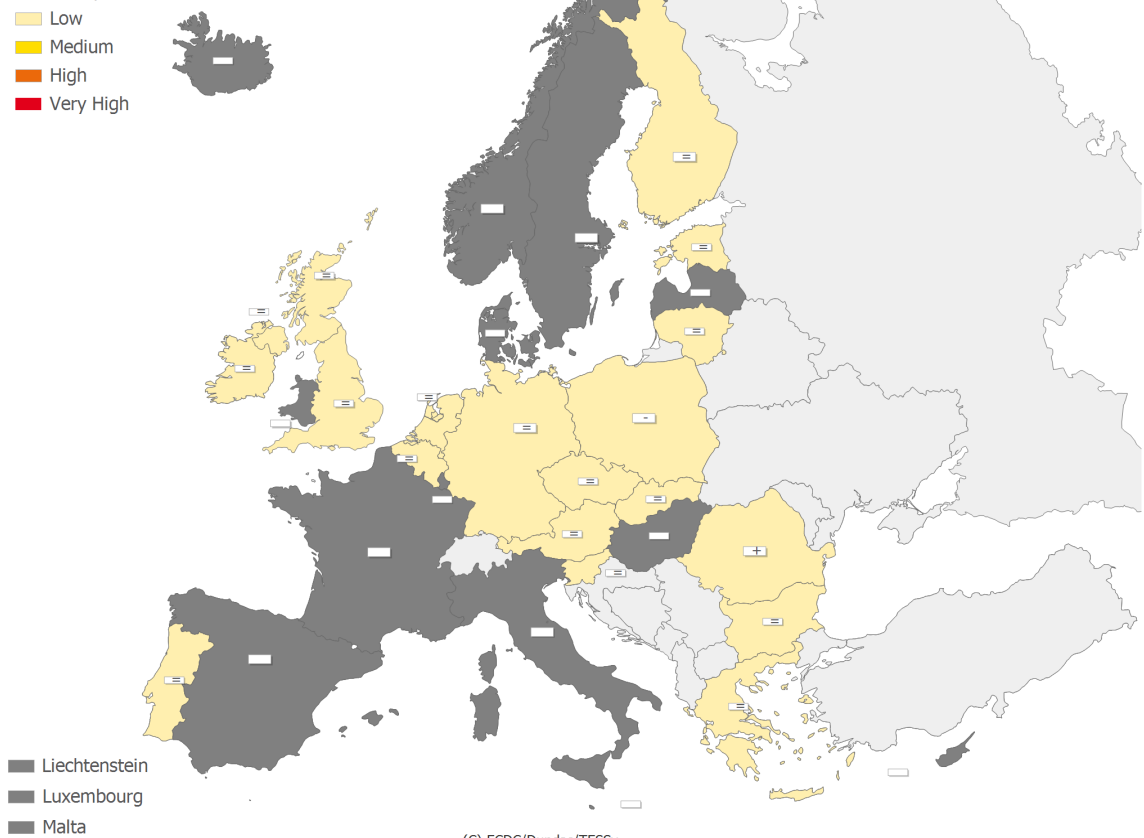 Low
Medium
High
Very High
=
=
=
=
=
=
=
=
-
=
=
=
=
+
=
=
=
=
Liechtenstein
Luxembourg
Malta